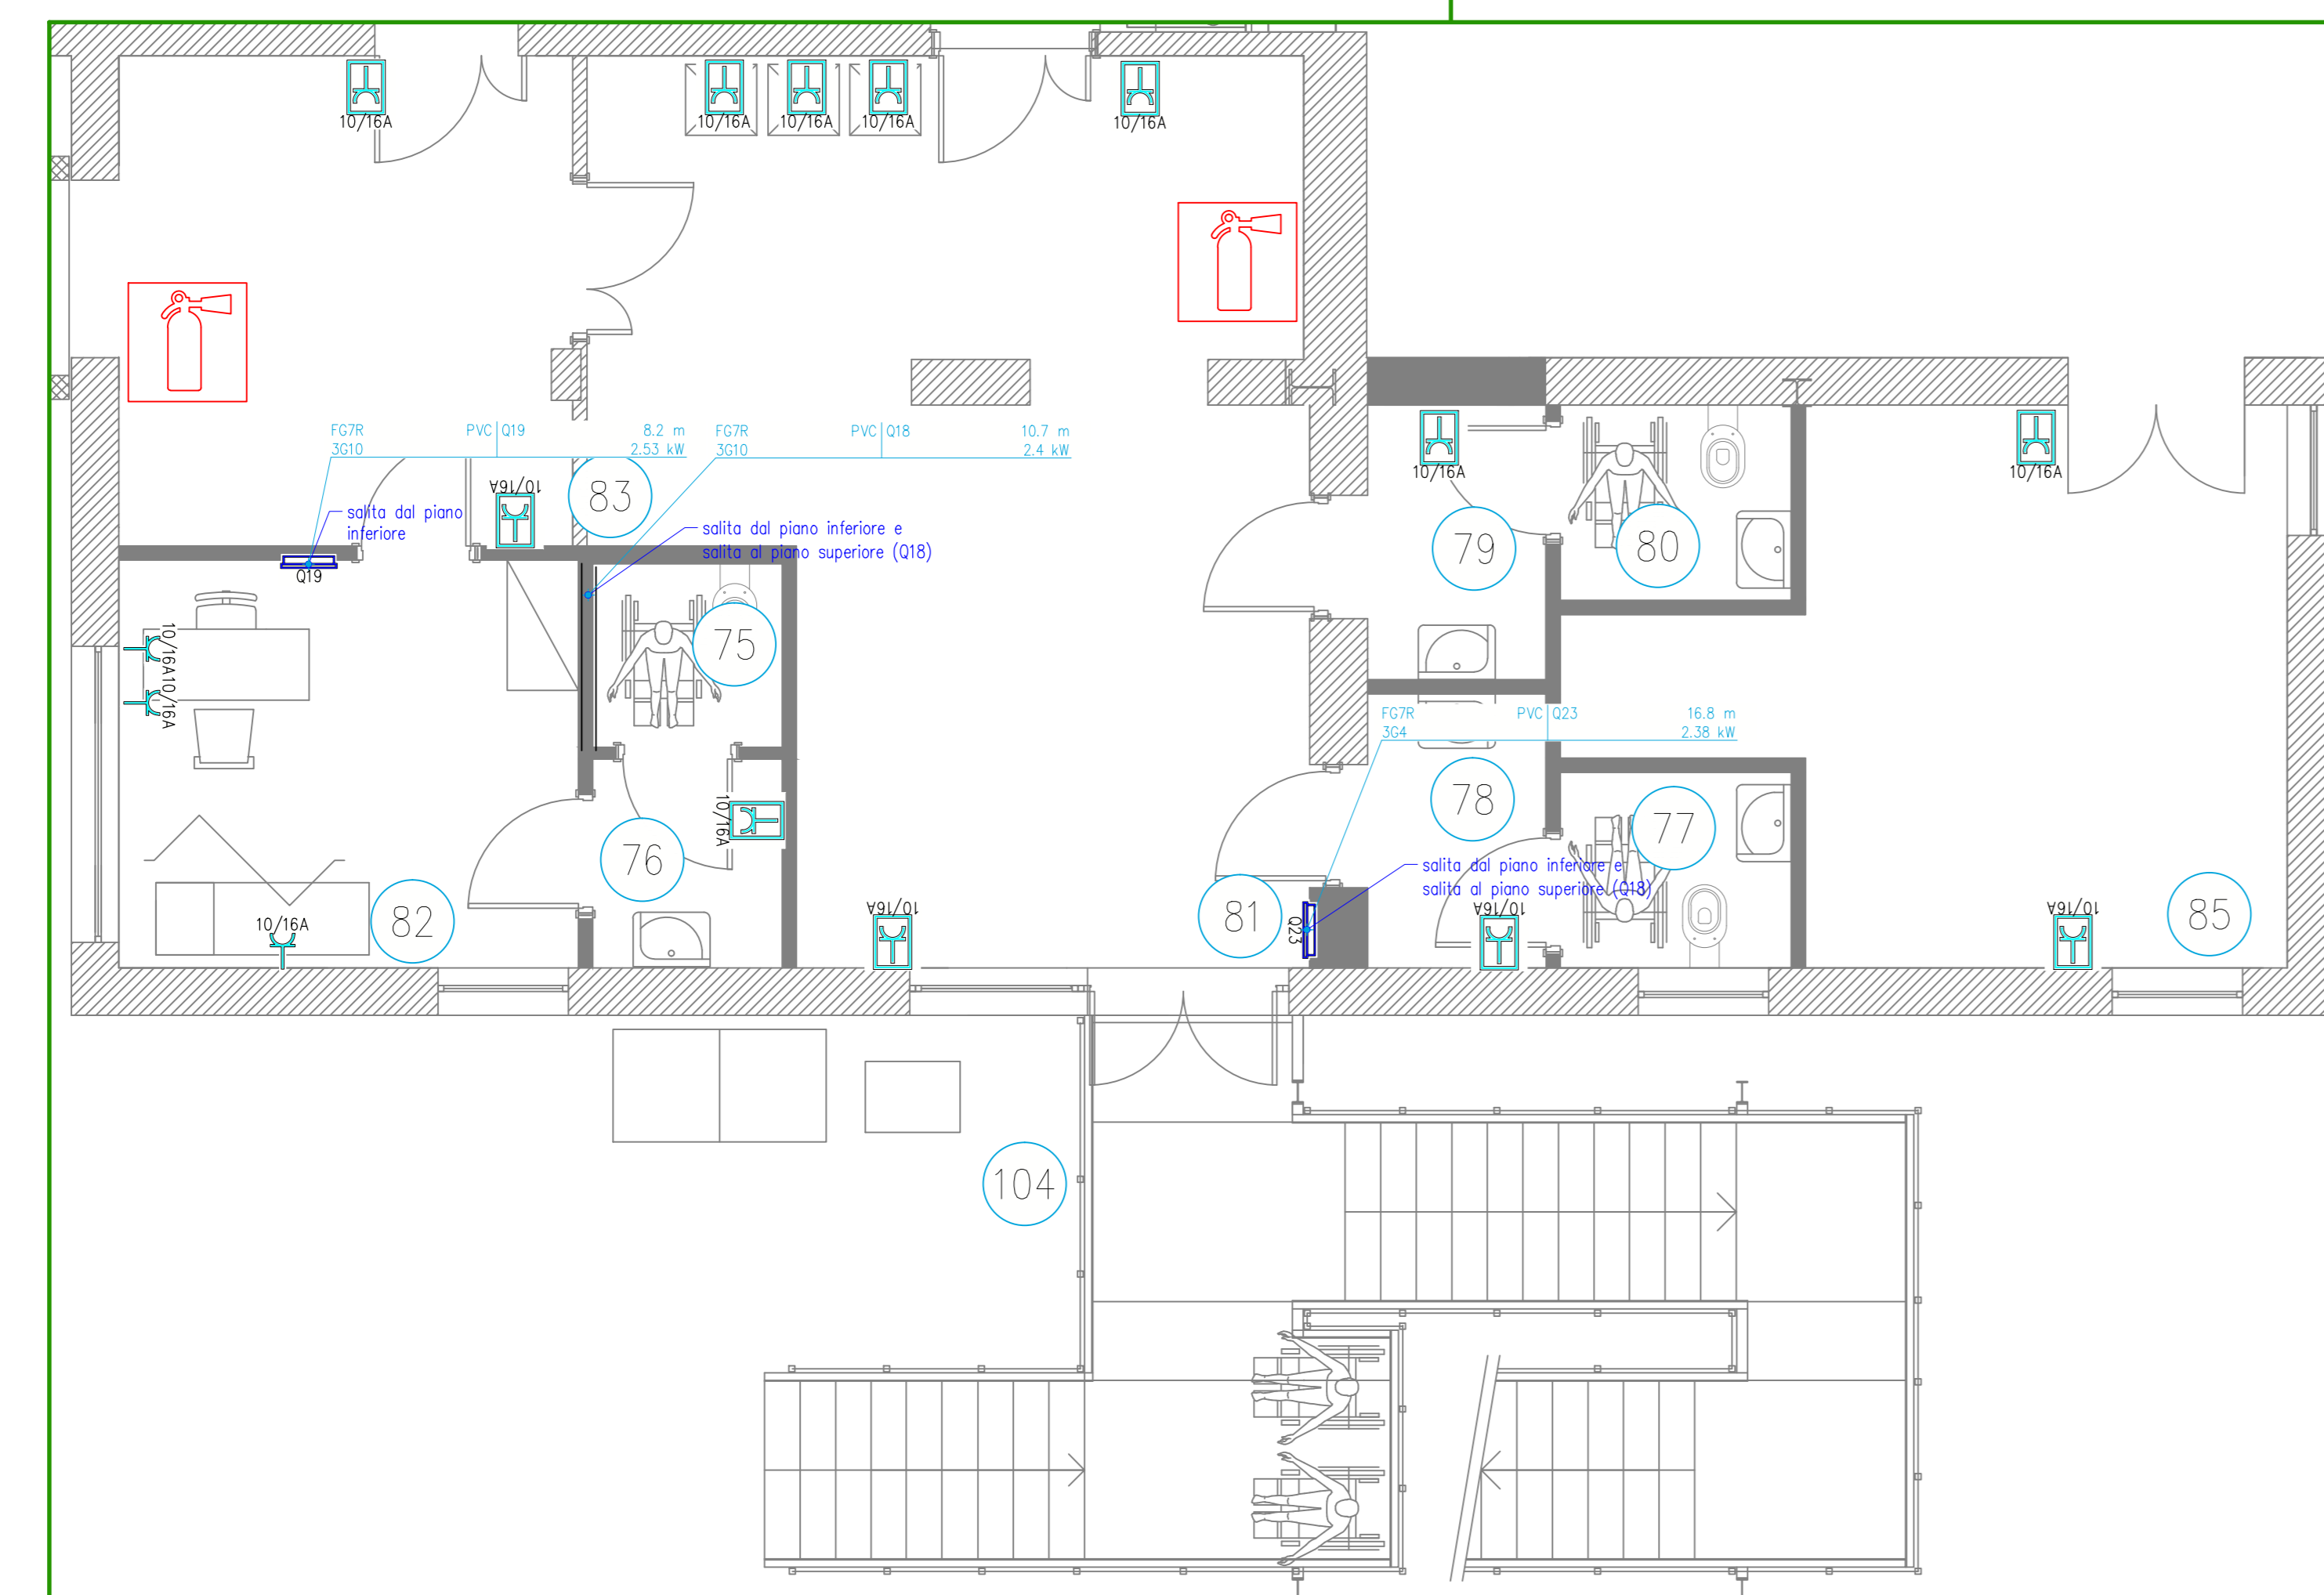 10/16A
10/16A
10/16A
10/16A
10/16A
FG7R PVC Q19 8.2 m
3G10 2.53 kW
FG7R PVC Q18 10.7 m
3G10 2.4 kW
10/16A
10/16A
10/16A
83
salita dal piano
inferiore
salita dal piano inferiore e
salita al piano superiore (Q18)
79
80
Q19
10/16A
10/16A
75
FG7R PVC Q23 16.8 m
3G4 2.38 kW
10/16A
76
78
77
salita dal piano inferiore e
salita al piano superiore (Q18)
82
10/16A
10/16A
81
Q23
10/16A
10/16A
85
104